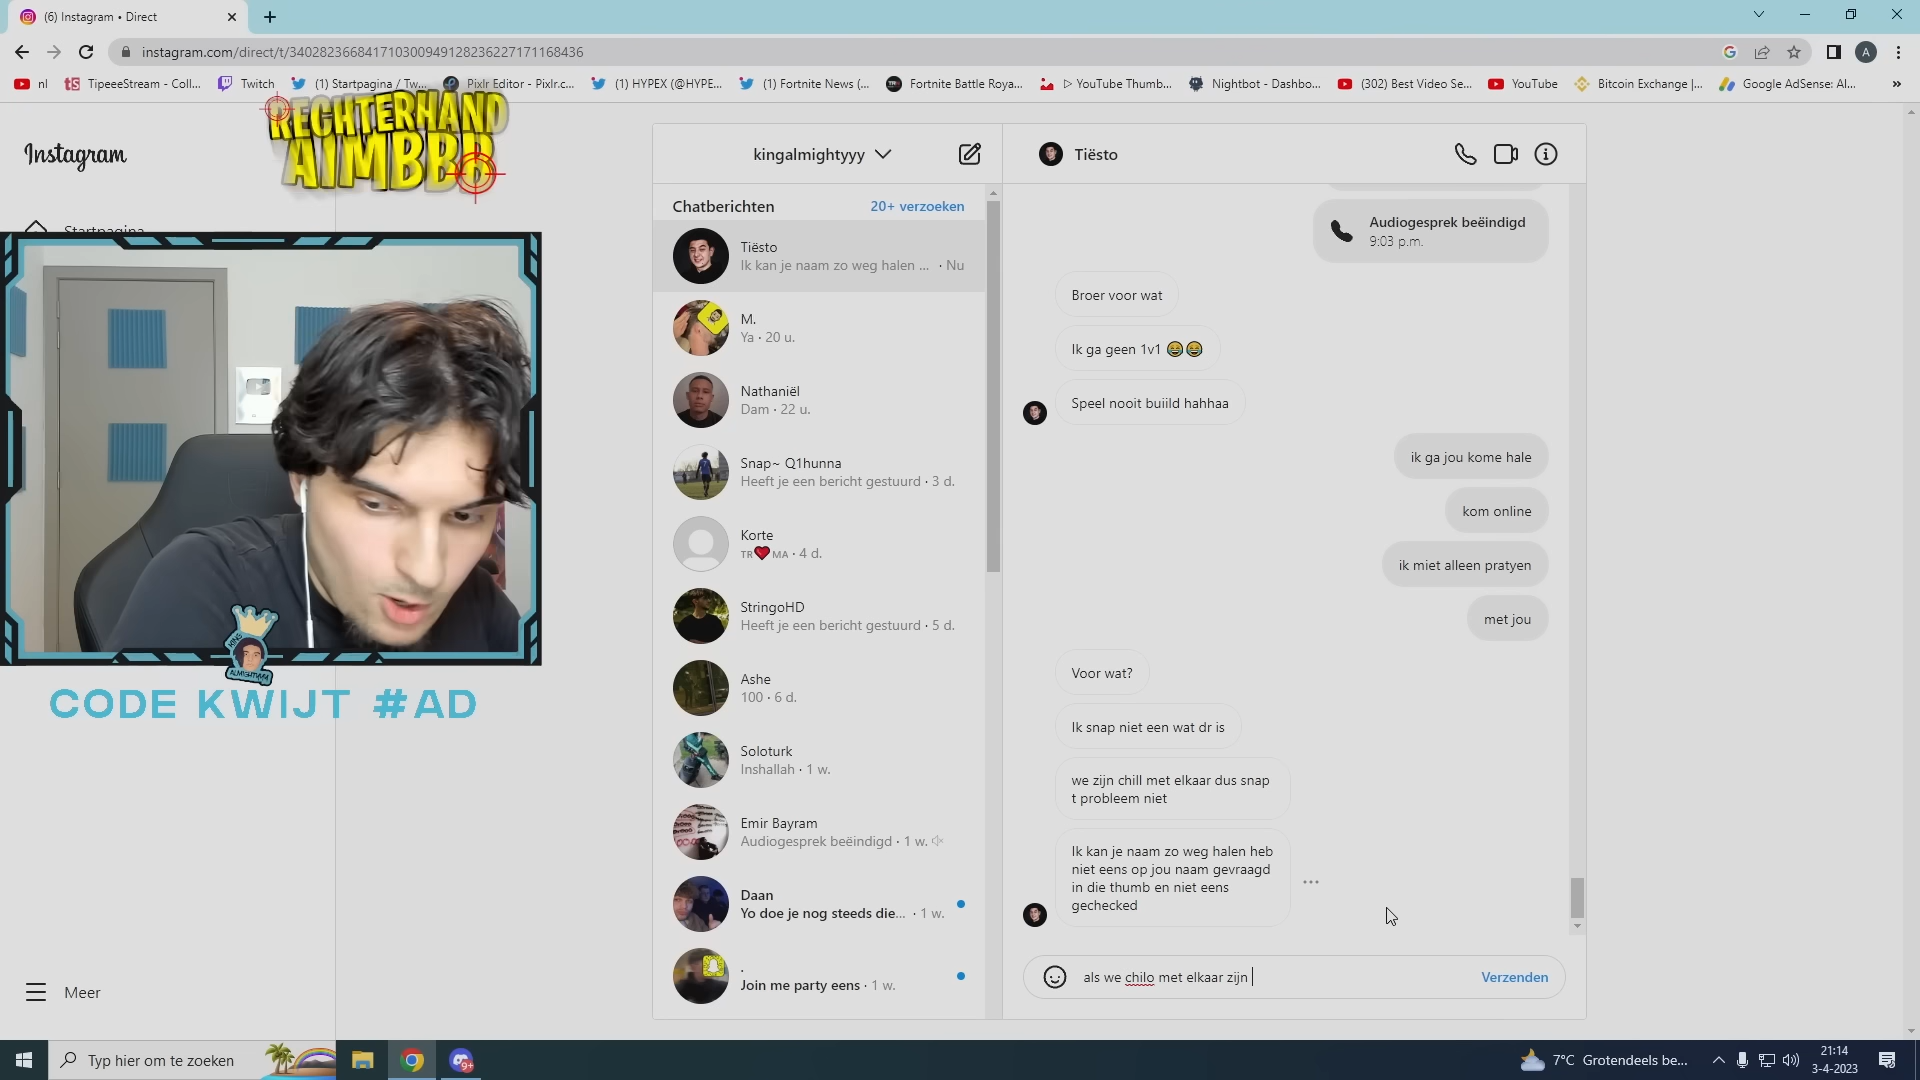 (6) Instagram • Direct
instagram.com/direct/t/340282366841710300949128236227171168436
A
nl
TipeeeStream - Coll...
Twitch
(1) Startpagina / Tw...
Pixlr Editor - Pixlr.c...
(1) HYPEX (@HYPE...
(1) Fortnite News (...
Fortnite Battle Roya...
▷ YouTube Thumb...
Nightbot - Dashbo...
(302) Best Video Se...
YouTube
Bitcoin Exchange |...
Google AdSense: Al...
»
RECHTERHAND
AIMBBB
Instagram
Startpagina
KING
ALMIGHTYYY
CODE KWIJT #AD
Meer
kingalmightyyy
Chatberichten
20+ verzoeken
Tiësto
Ik kan je naam zo weg halen ... · Nu
M.
Ya · 20 u.
Nathaniël
Dam · 22 u.
Snap~ Q1hunna
Heeft je een bericht gestuurd · 3 d.
Korte
TR❤️MA · 4 d.
StringoHD
Heeft je een bericht gestuurd · 5 d.
Ashe
100 · 6 d.
Soloturk
Inshallah · 1 w.
Emir Bayram
Audiogesprek beëindigd · 1 w.
Daan
Yo doe je nog steeds die... · 1 w.
.
Join me party eens · 1 w.
Tiësto
Audiogesprek beëindigd
9:03 p.m.
Broer voor wat
Ik ga geen 1v1 😂😂
Speel nooit buiild hahhaa
ik ga jou kome hale
kom online
ik miet alleen pratyen
met jou
Voor wat?
Ik snap niet een wat dr is
we zijn chill met elkaar dus snap
t probleem niet
Ik kan je naam zo weg halen heb
niet eens op jou naam gevraagd
in die thumb en niet eens
gechecked
als we chilo met elkaar zijn
Verzenden
Typ hier om te zoeken
9+
7°C Grotendeels be...
21:14
3-4-2023